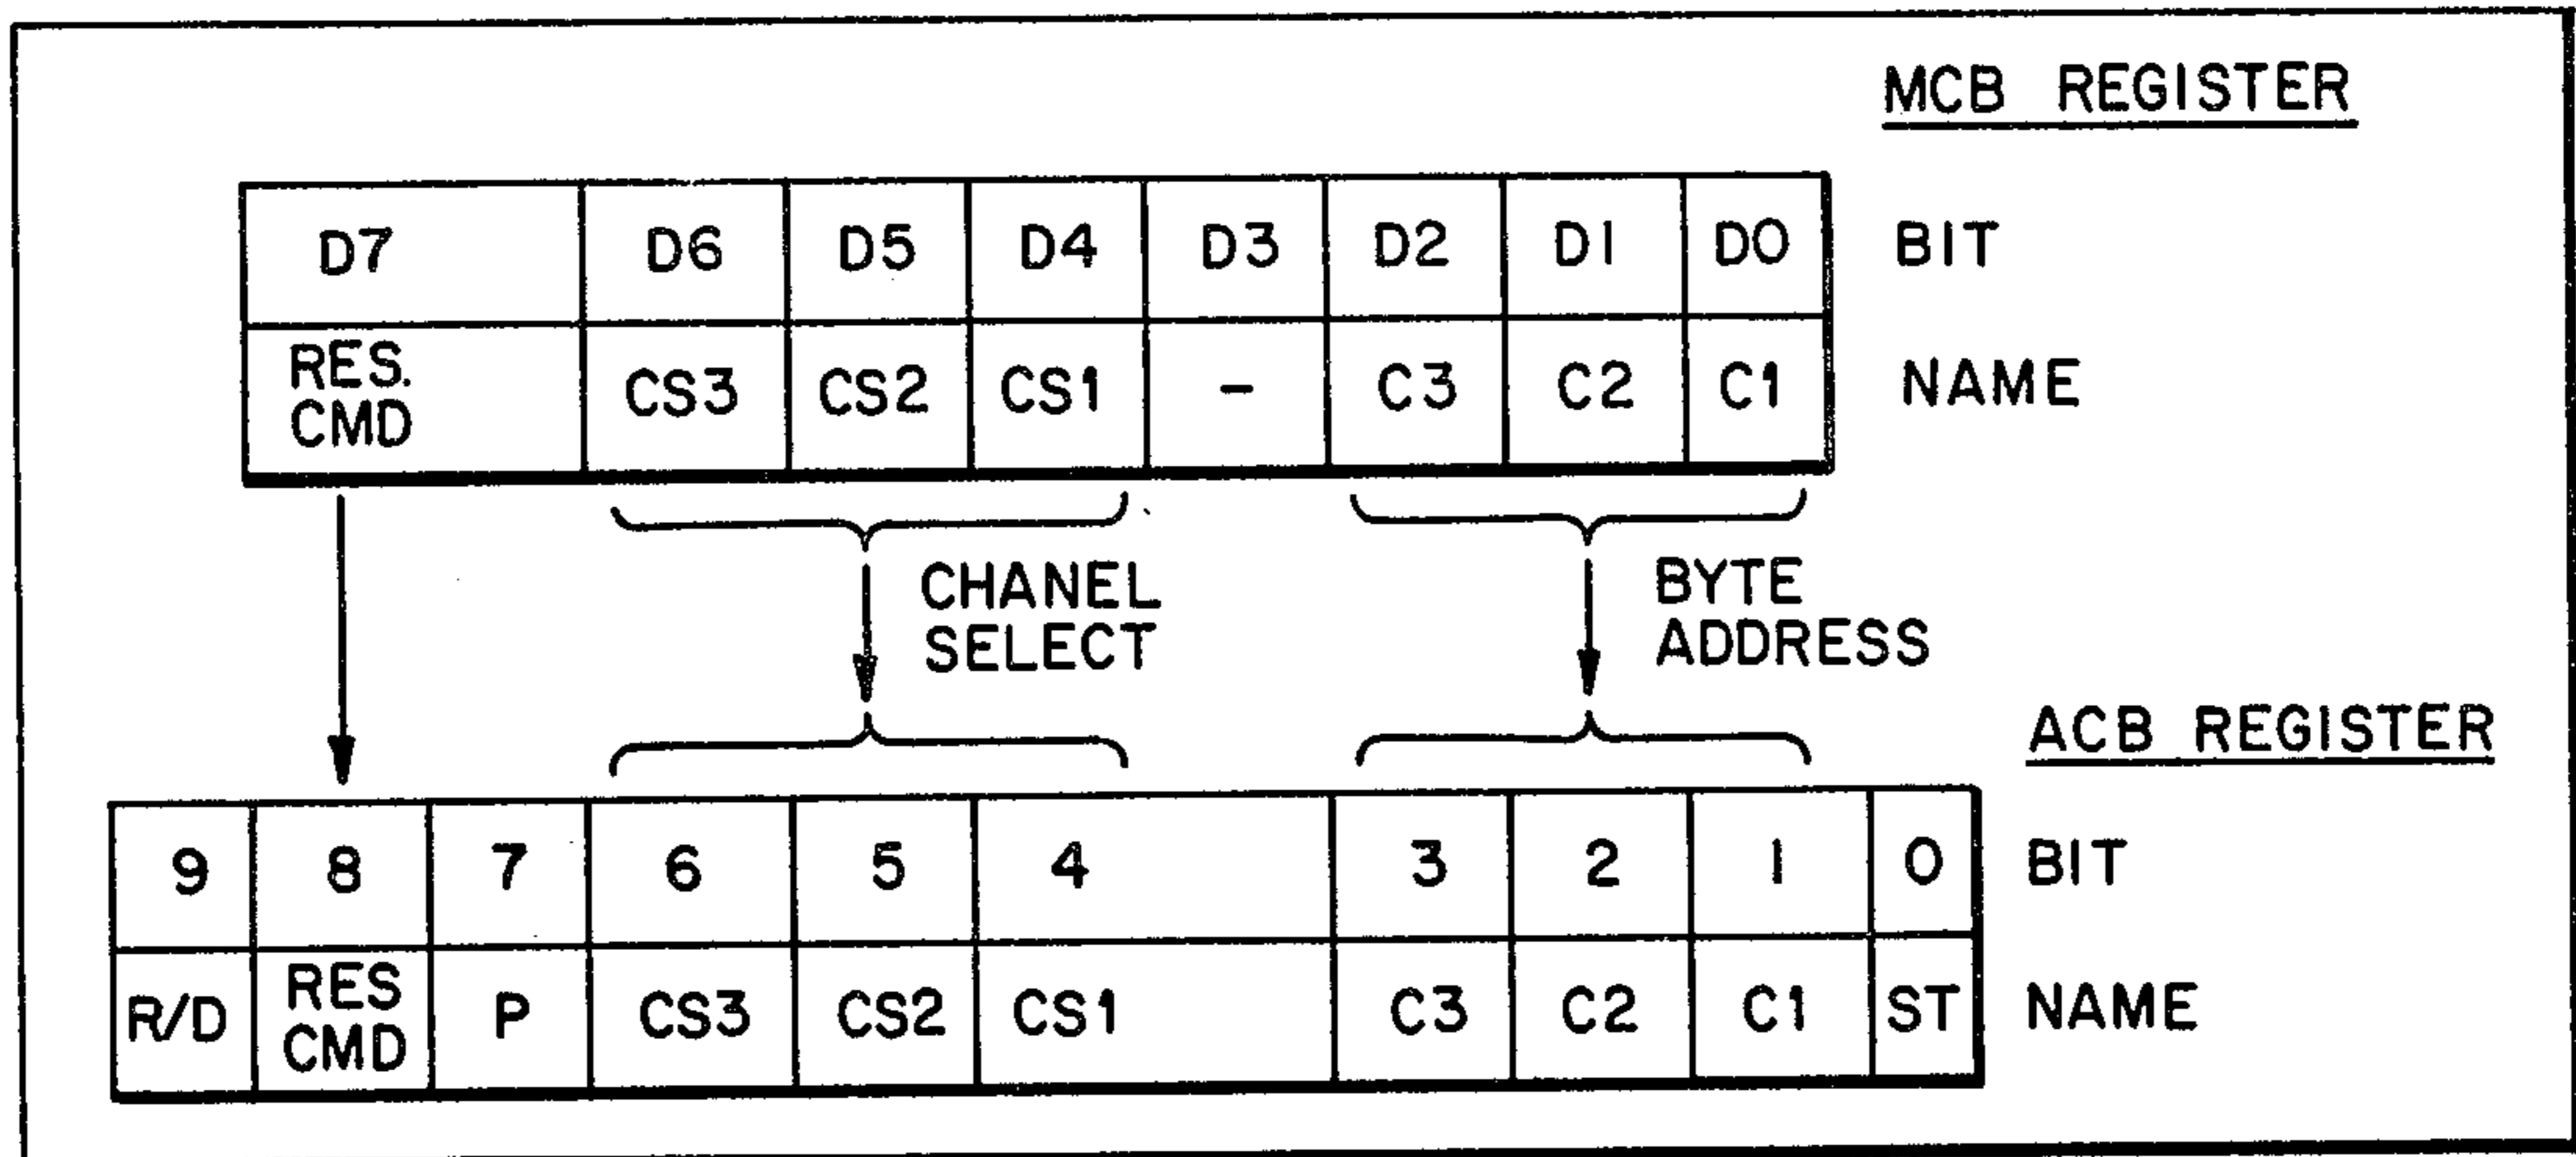 MCB REGISTER
D7 D6 D5 D4 D3 D2 D1 D0 BIT
RES. CMD CS3 CS2 CS1 - C3 C2 C1 NAME
CHANEL
SELECT
BYTE
ADDRESS
ACB REGISTER
9 8 7 6 5 4 3 2 1 0 BIT
R/D RES CMD P CS3 CS2 CS1 C3 C2 C1 ST NAME